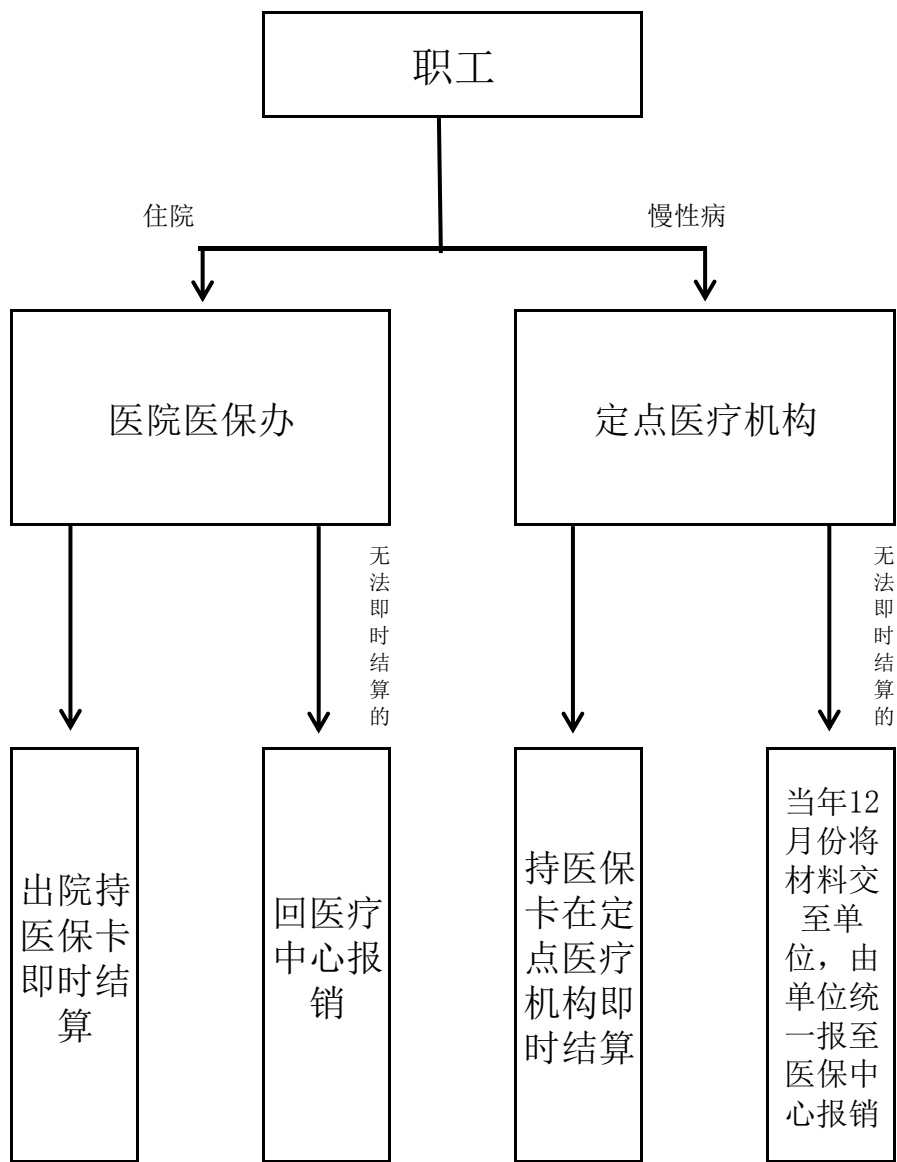 职工
住院
慢性病
医院医保办
定点医疗机构
无
法
即
时
结
算
的
无
法
即
时
结
算
的
出院持
医保卡
即时结
算
回医疗
中心报
销
持医保
卡在定
点医疗
机构即
时结算
当年12
月份将
材料交
至单
位，由
单位统
一报至
医保中
心报销